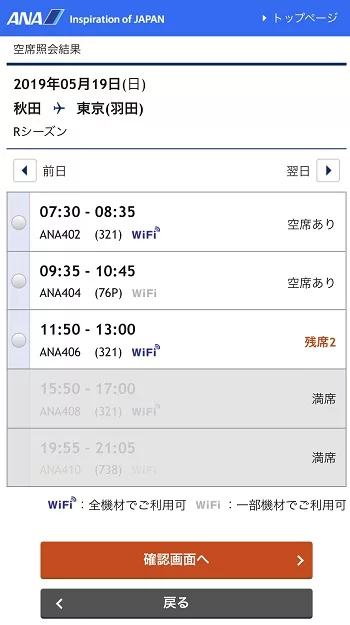 ANA Inspiration of JAPAN トップページ
空席照会結果
2019年05月19日(日)
秋田 東京(羽田)
Rシーズン
前日 翌日
07:30 - 08:35
空席あり
ANA402 (321) WiFi
09:35 - 10:45
空席あり
ANA404 (76P) WiFi
11:50 - 13:00
残席2
ANA406 (321) WiFi
15:50 - 17:00
満席
ANA408 (321) WiFi
19:55 - 21:05
満席
ANA410 (738) WiFi
WiFi：全機材でご利用可 WiFi：一部機材でご利用可
確認画面へ
戻る